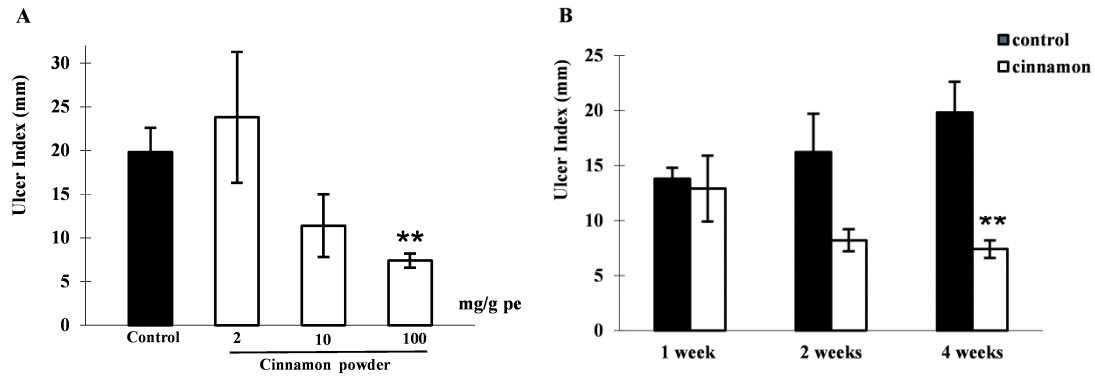 A
Ulcer Index (mm)
30
25
20
15
10
5
0
**
mg/g pe
Control 2 10 100
Cinnamon powder
B
control
cinnamon
Ulcer Index (mm)
25
20
15
10
5
0
**
1 week 2 weeks 4 weeks